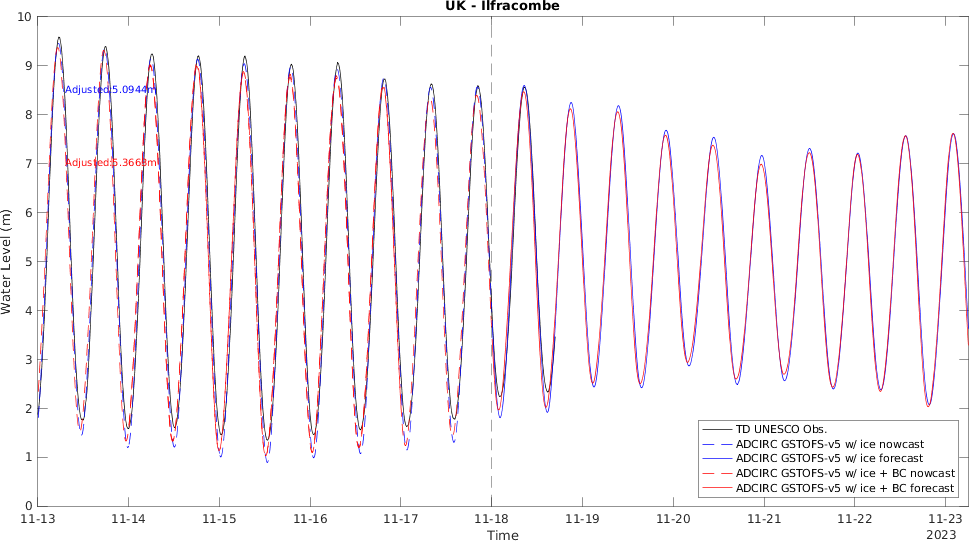 UK - Ilfracombe
10
9
8
7
6
5
4
3
2
1
0
Water Level (m)
Adjusted:5.0944m
Adjusted:5.3663m
TD UNESCO Obs.
ADCIRC GSTOFS-v5 w/ ice nowcast
ADCIRC GSTOFS-v5 w/ ice forecast
ADCIRC GSTOFS-v5 w/ ice + BC nowcast
ADCIRC GSTOFS-v5 w/ ice + BC forecast
11-13 11-14 11-15 11-16 11-17 11-18 11-19 11-20 11-21 11-22 11-23
Time
2023